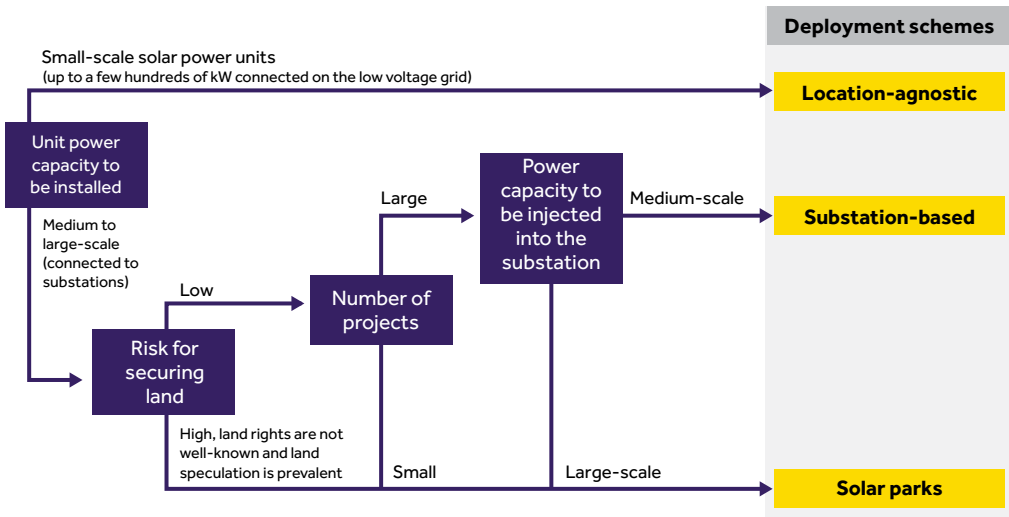 Deployment schemes
Small-scale solar power units
(up to a few hundreds of kW connected on the low voltage grid)
Location-agnostic
Unit power
capacity to
be installed
Power
capacity to
be injected
into the
substation
Large
Medium-scale
Substation-based
Medium to
large-scale
(connected to
substations)
Low
Number of
projects
Risk for
securing
land
High, land rights are not
well-known and land
speculation is prevalent
Small
Large-scale
Solar parks